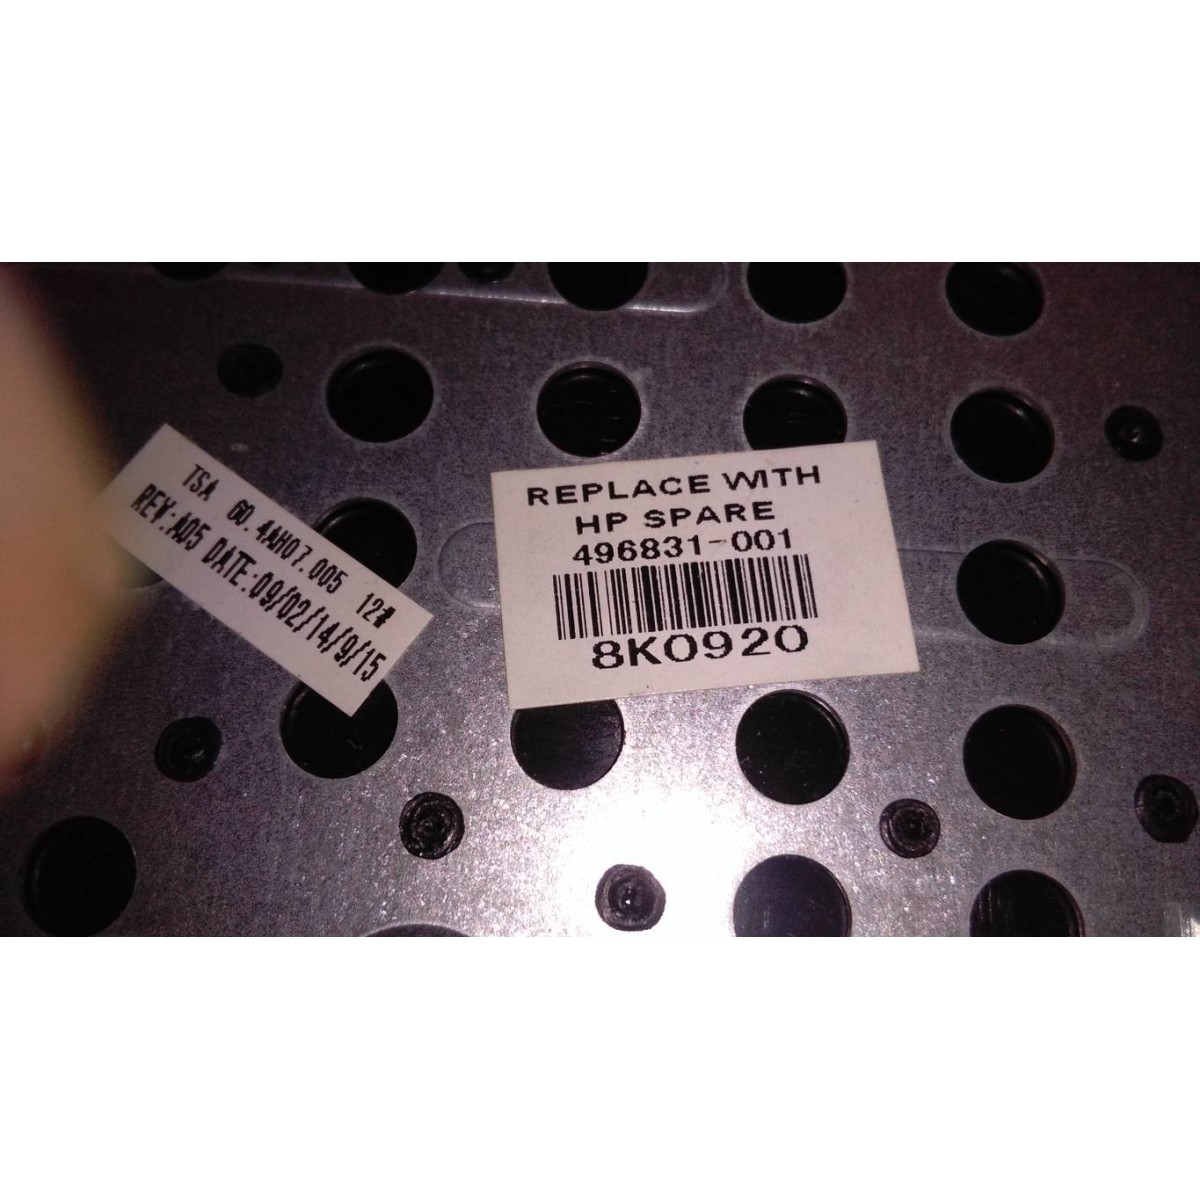 TSA 60.4AH07.005 12#
REV:A05 DATE:09/02/14/9/15
REPLACE WITH
HP SPARE
496831-001
8K0920